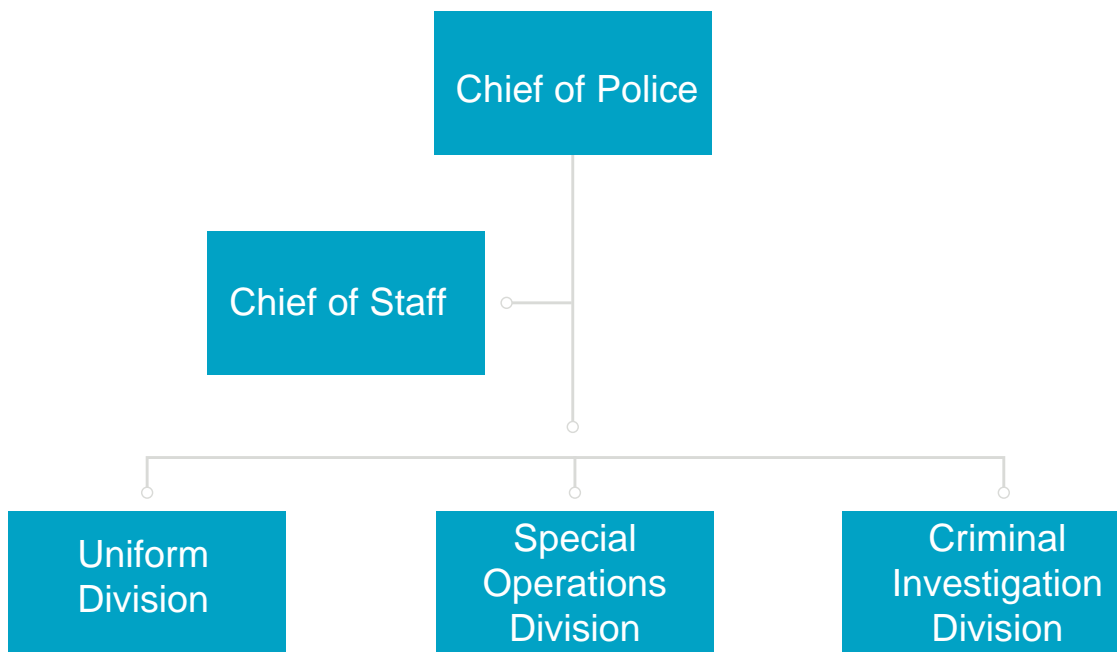 Chief of Police
Chief of Staff
Uniform
Division
Special
Operations
Division
Criminal
Investigation
Division